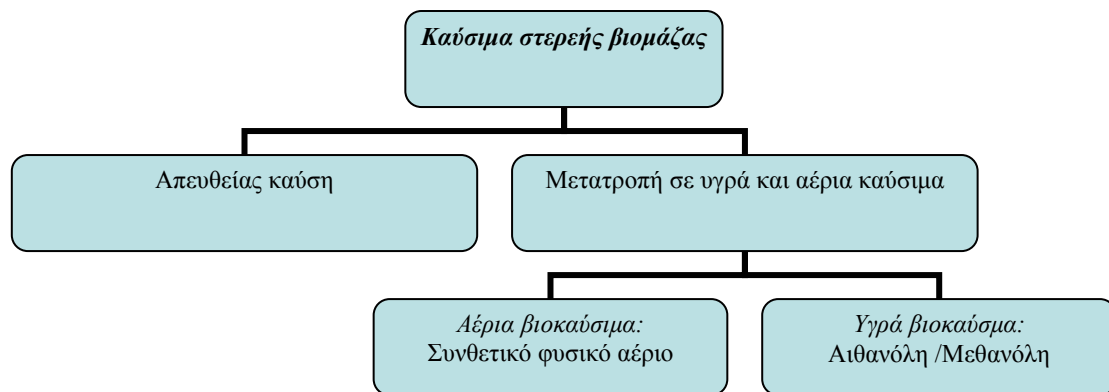 Καύσιμα στερεής βιομάζας
Απευθείας καύση
Μετατροπή σε υγρά και αέρια καύσιμα
Αέρια βιοκαύσιμα:
Συνθετικό φυσικό αέριο
Υγρά βιοκαύσμα:
Αιθανόλη /Μεθανόλη